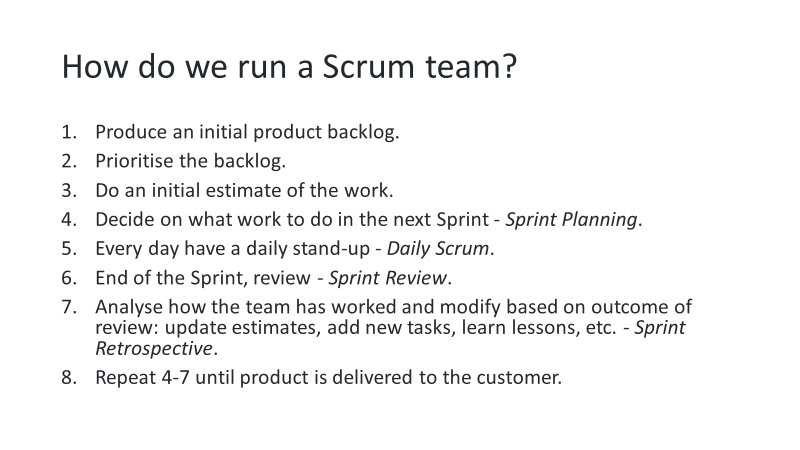 How do we run a Scrum team?
1. Produce an initial product backlog.
2. Prioritise the backlog.
3. Do an initial estimate of the work.
4. Decide on what work to do in the next Sprint - Sprint Planning.
5. Every day have a daily stand-up - Daily Scrum.
6. End of the Sprint, review - Sprint Review.
7. Analyse how the team has worked and modify based on outcome of
review: update estimates, add new tasks, learn lessons, etc. - Sprint
Retrospective.
8. Repeat 4-7 until product is delivered to the customer.